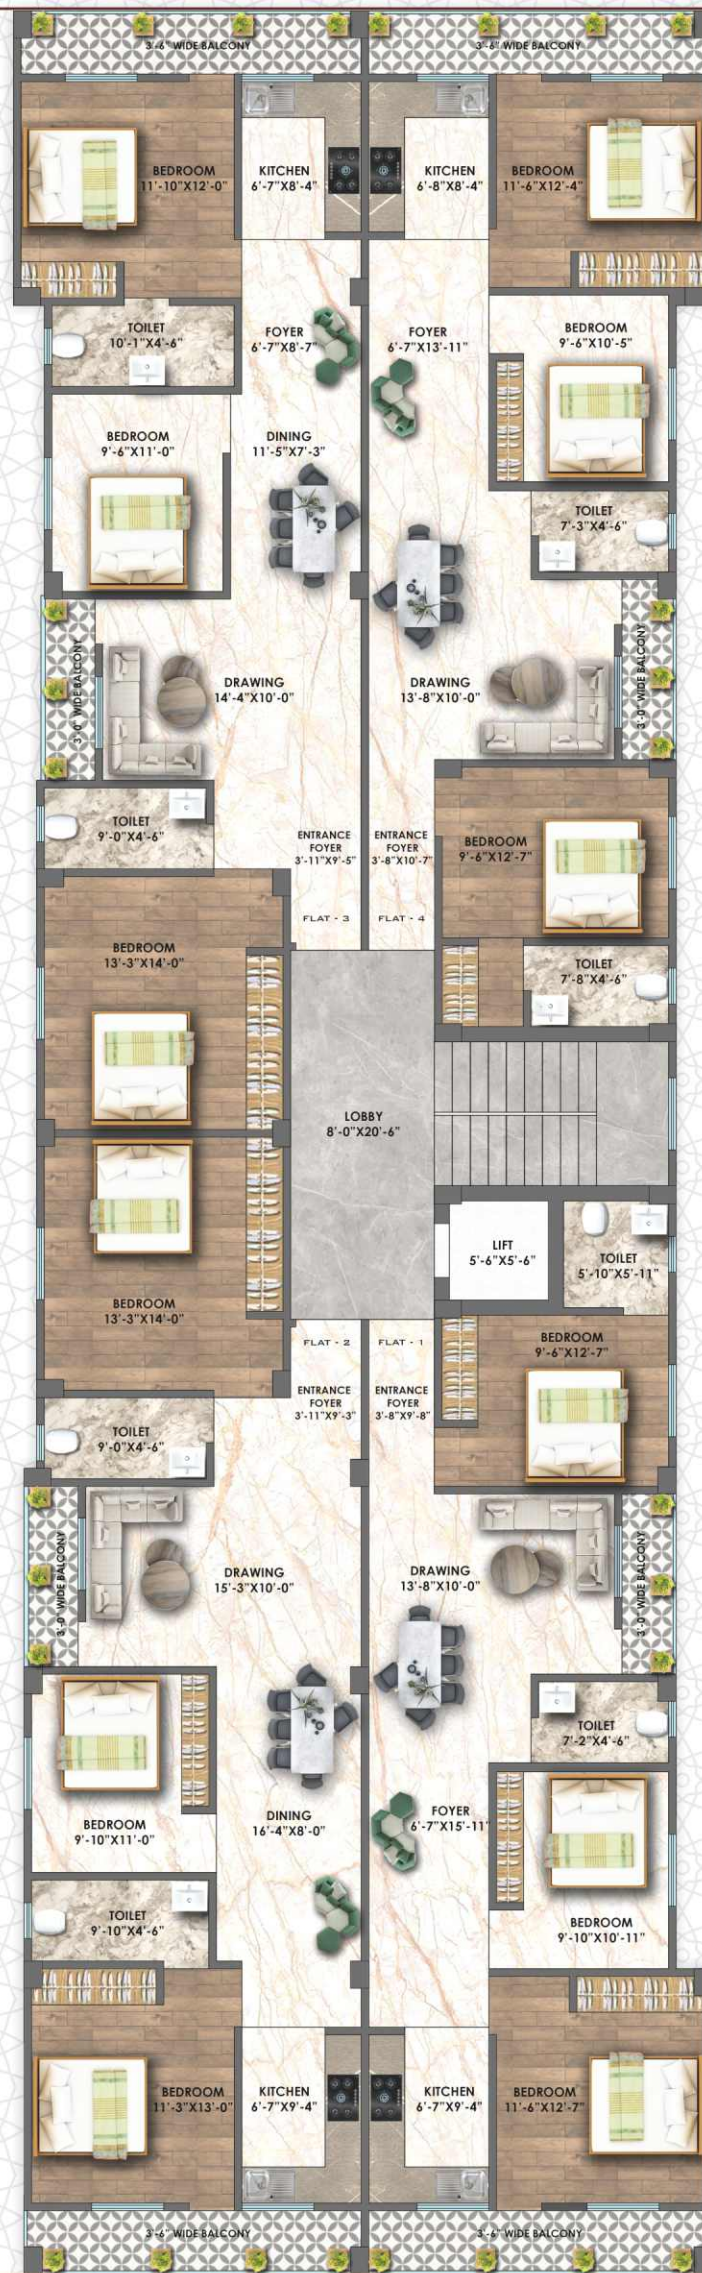 3'-6" WIDE BALCONY
3'-6" WIDE BALCONY
BEDROOM
11'-10"X12'-0"
KITCHEN
6'-7"X8'-4"
KITCHEN
6'-8"X8'-4"
BEDROOM
11'-6"X12'-4"
TOILET
10'-1"X4'-6"
FOYER
6'-7"X8'-7"
FOYER
6'-7"X13'-11"
BEDROOM
9'-6"X10'-5"
BEDROOM
9'-6"X11'-0"
DINING
11'-5"X7'-3"
TOILET
7'-3"X4'-6"
3'-0" WIDE BALCONY
DRAWING
14'-4"X10'-0"
DRAWING
13'-8"X10'-0"
3'-0" WIDE BALCONY
TOILET
9'-0"X4'-6"
ENTRANCE
FOYER
3'-11"X9'-5"
ENTRANCE
FOYER
3'-8"X10'-7"
BEDROOM
9'-6"X12'-7"
FLAT - 3
FLAT - 4
BEDROOM
13'-3"X14'-0"
TOILET
7'-8"X4'-6"
LOBBY
8'-0"X20'-6"
LIFT
5'-6"X5'-6"
TOILET
5'-10"X5'-11"
BEDROOM
13'-3"X14'-0"
FLAT - 2
FLAT - 1
BEDROOM
9'-6"X12'-7"
ENTRANCE
FOYER
3'-11"X9'-3"
ENTRANCE
FOYER
3'-8"X9'-8"
TOILET
9'-0"X4'-6"
3'-0" WIDE BALCONY
DRAWING
15'-3"X10'-0"
DRAWING
13'-8"X10'-0"
3'-0" WIDE BALCONY
TOILET
7'-2"X4'-6"
BEDROOM
9'-10"X11'-0"
DINING
16'-4"X8'-0"
FOYER
6'-7"X15'-11"
TOILET
9'-10"X4'-6"
BEDROOM
9'-10"X10'-11"
BEDROOM
11'-3"X13'-0"
KITCHEN
6'-7"X9'-4"
KITCHEN
6'-7"X9'-4"
BEDROOM
11'-6"X12'-7"
3'-6" WIDE BALCONY
3'-6" WIDE BALCONY